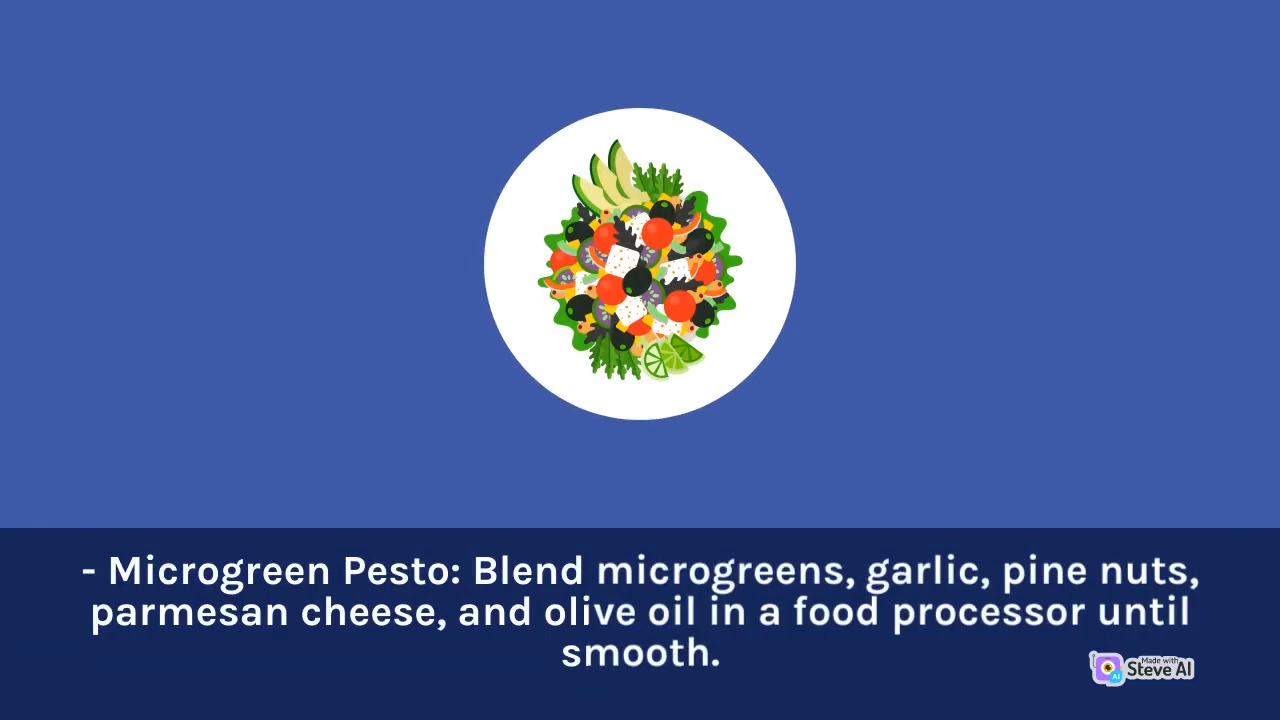 - Microgreen Pesto: Blend microgreens, garlic, pine nuts,
parmesan cheese, and olive oil in a food processor until
smooth.
Made with
Steve AI
AI